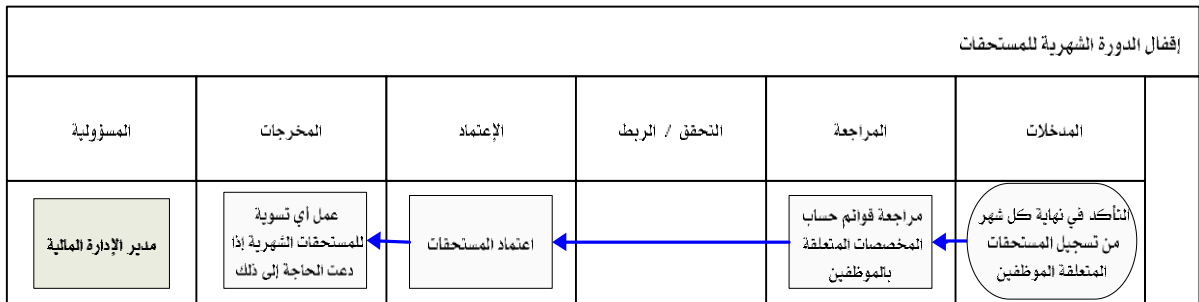 إقفال الدورة الشهرية للمستحقات
المدخلات
المراجعة
التحقق / الربط
الإعتماد
المخرجات
المسؤولية
التأكد في نهاية كل شهر
من تسجيل المستحقات
المتعلقة الموظفين
مراجعة قوائم حساب
المخصصات المتعلقة
بالموظفين
اعتماد المستحقات
عمل أي تسوية
للمستحقات الشهرية إذا
دعت الحاجة إلى ذلك
مدير الإدارة المالية